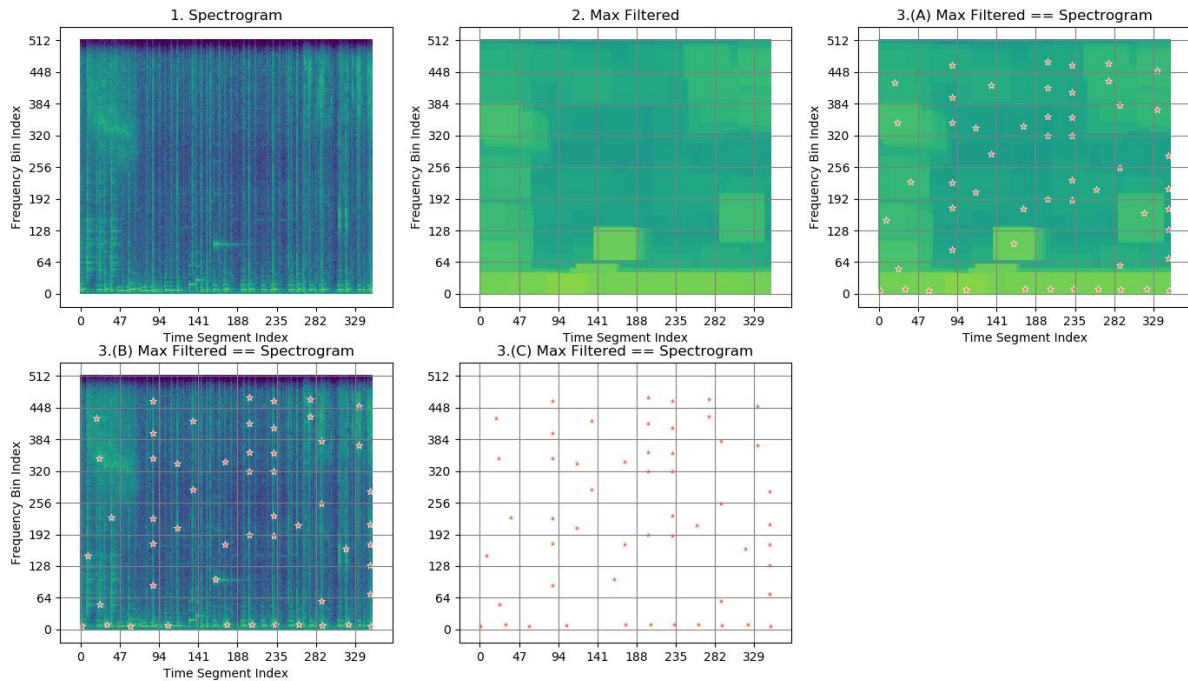 1. Spectrogram
2. Max Filtered
3.(A) Max Filtered == Spectrogram
Frequency Bin Index
512
448
384
320
256
192
128
64
0
0 47 94 141 188 235 282 329
Time Segment Index
Frequency Bin Index
512
448
384
320
256
192
128
64
0
0 47 94 141 188 235 282 329
Time Segment Index
Frequency Bin Index
512
448
384
320
256
192
128
64
0
0 47 94 141 188 235 282 329
Time Segment Index
3.(B) Max Filtered == Spectrogram
3.(C) Max Filtered == Spectrogram
Frequency Bin Index
512
448
384
320
256
192
128
64
0
0 47 94 141 188 235 282 329
Time Segment Index
Frequency Bin Index
512
448
384
320
256
192
128
64
0
0 47 94 141 188 235 282 329
Time Segment Index